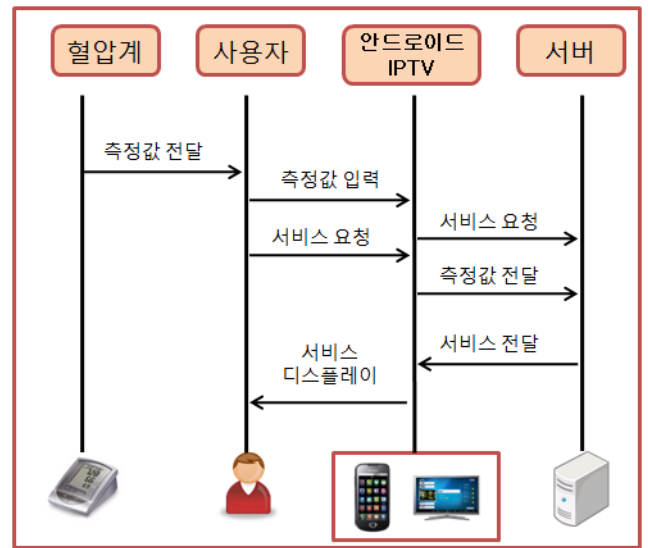 혈압계
사용자
안드로이드
IPTV
서버
측정값 전달
측정값 입력
서비스 요청
서비스 요청
측정값 전달
서비스 전달
서비스
디스플레이